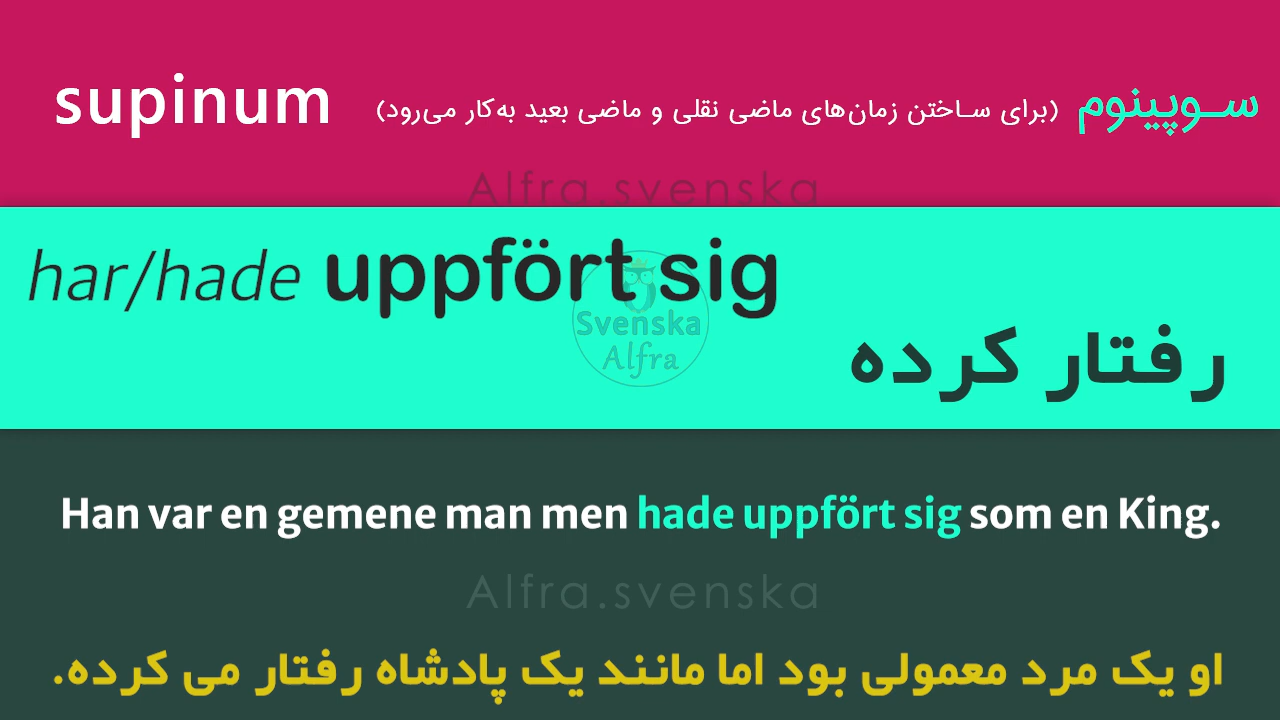 supinum سوپینوم (برای ساختن زمان‌های ماضی نقلی و ماضی بعید به‌کار می‌رود)
Alfra.svenska
har/hade uppfört sig
Svenska
Alfra
رفتار کرده
Han var en gemene man men hade uppfört sig som en King.
Alfra.svenska
او یک مرد معمولی بود اما مانند یک پادشاه رفتار می کرده.